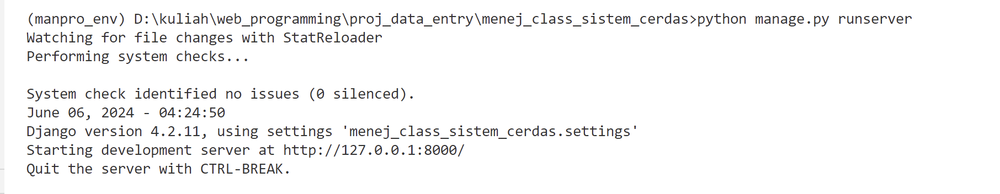 (manpro_env) D:\kuliah\web_programming\proj_data_entry\menej_class_sistem_cerdas>python manage.py runserver
Watching for file changes with StatReloader
Performing system checks...
System check identified no issues (0 silenced).
June 06, 2024 - 04:24:50
Django version 4.2.11, using settings 'menej_class_sistem_cerdas.settings'
Starting development server at http://127.0.0.1:8000/
Quit the server with CTRL-BREAK.